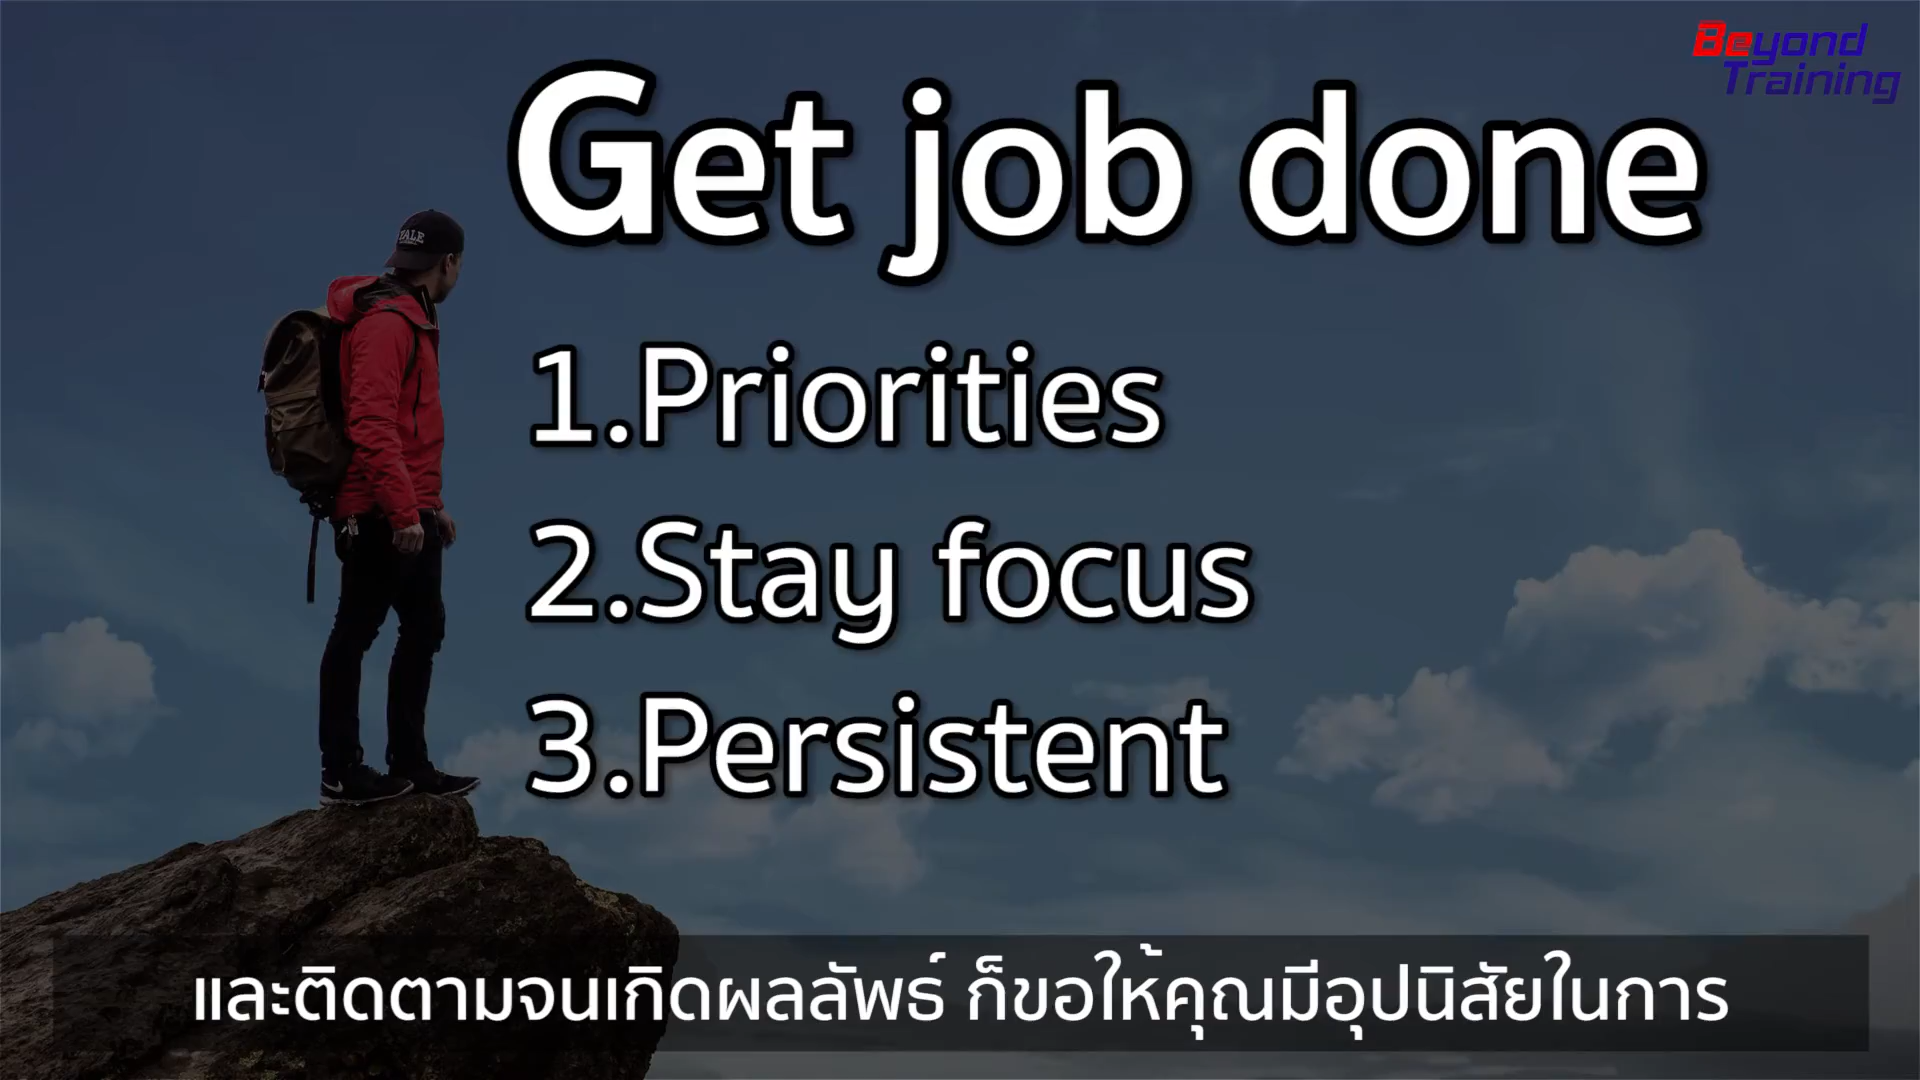 Beyond
Training
Get job done
YALE
1.Priorities
2.Stay focus
3.Persistent
และติดตามจนเกิดผลลัพธ์ ก็ขอให้คุณมีอุปนิสัยในการ